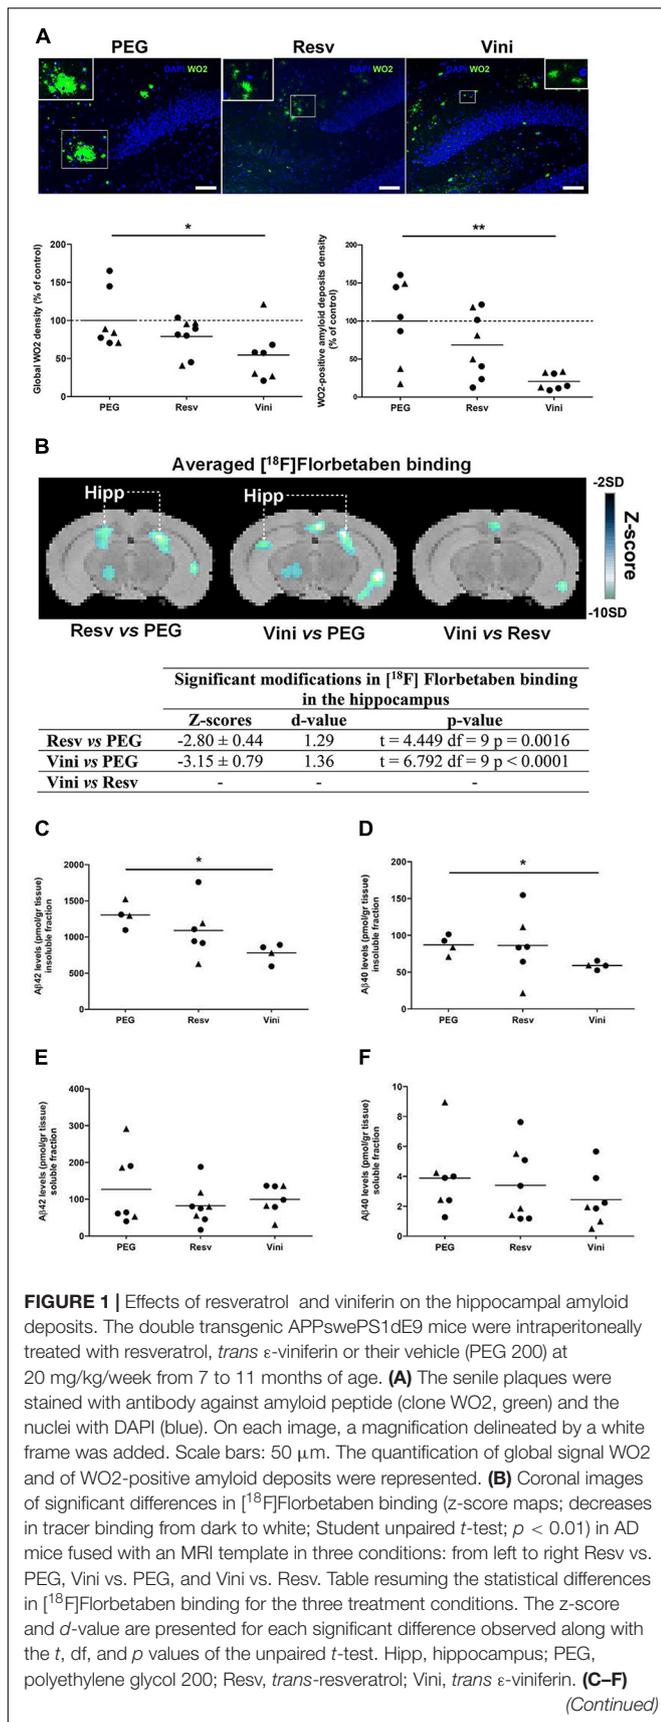 A
PEG
Resv
Vini
DAPI WO2
DAPI WO2
DAPI WO2
*
Global WO2 density (% of control)
200
150
100
50
0
PEG
Resv
Vini
**
WO2-positive amyloid deposits density
(% of control)
200
150
100
50
0
PEG
Resv
Vini
B
Averaged [¹⁸F]Florbetaben binding
Hipp
Hipp
-2SD
Z-score
-10SD
Resv vs PEG
Vini vs PEG
Vini vs Resv
Significant modifications in [¹⁸F] Florbetaben binding
in the hippocampus
Z-scores d-value p-value
Resv vs PEG -2.80 ± 0.44 1.29 t = 4.449 df = 9 p = 0.0016
Vini vs PEG -3.15 ± 0.79 1.36 t = 6.792 df = 9 p < 0.0001
Vini vs Resv - - -
C
*
Aβ42 levels (pmol/gr tissue)
insoluble fraction
2000
1500
1000
500
0
PEG
Resv
Vini
D
*
Aβ40 levels (pmol/gr tissue)
insoluble fraction
200
150
100
50
0
PEG
Resv
Vini
E
Aβ42 levels (pmol/gr tissue)
soluble fraction
400
300
200
100
0
PEG
Resv
Vini
F
Aβ40 levels (pmol/gr tissue)
soluble fraction
10
8
6
4
2
0
PEG
Resv
Vini
FIGURE 1 | Effects of resveratrol and viniferin on the hippocampal amyloid
deposits. The double transgenic APPswePS1dE9 mice were intraperitoneally
treated with resveratrol, trans ε-viniferin or their vehicle (PEG 200) at
20 mg/kg/week from 7 to 11 months of age. (A) The senile plaques were
stained with antibody against amyloid peptide (clone WO2, green) and the
nuclei with DAPI (blue). On each image, a magnification delineated by a white
frame was added. Scale bars: 50 μm. The quantification of global signal WO2
and of WO2-positive amyloid deposits were represented. (B) Coronal images
of significant differences in [¹⁸F]Florbetaben binding (z-score maps; decreases
in tracer binding from dark to white; Student unpaired t-test; p < 0.01) in AD
mice fused with an MRI template in three conditions: from left to right Resv vs.
PEG, Vini vs. PEG, and Vini vs. Resv. Table resuming the statistical differences
in [¹⁸F]Florbetaben binding for the three treatment conditions. The z-score
and d-value are presented for each significant difference observed along with
the t, df, and p values of the unpaired t-test. Hipp, hippocampus; PEG,
polyethylene glycol 200; Resv, trans-resveratrol; Vini, trans ε-viniferin. (C–F)
(Continued)